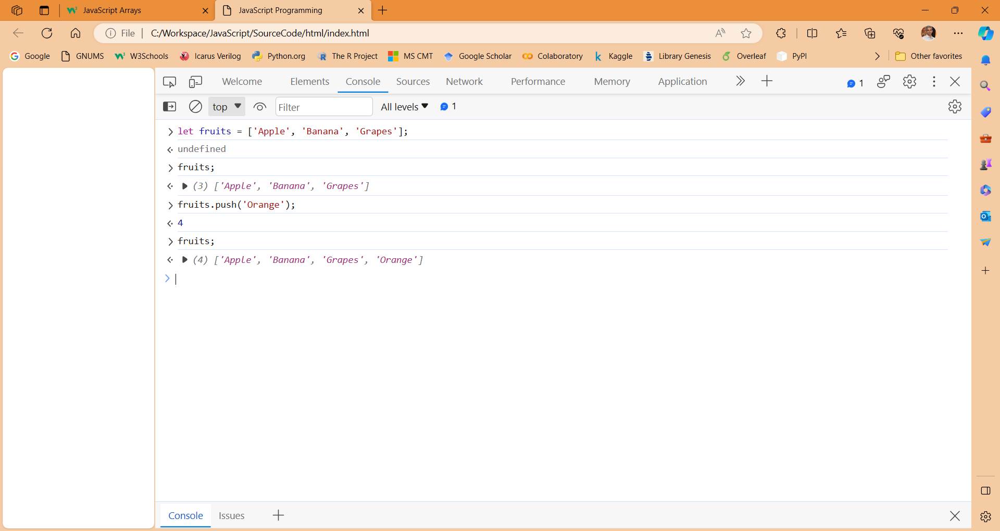 JavaScript Arrays
JavaScript Programming
File C:/Workspace/JavaScript/SourceCode/html/index.html
Google GNUMS W3Schools Icarus Verilog Python.org The R Project MS CMT Google Scholar Colaboratory Kaggle Library Genesis Overleaf PyPI Other favorites
Welcome Elements Console Sources Network Performance Memory Application 1
top Filter All levels 1
let fruits = ['Apple', 'Banana', 'Grapes'];
undefined
fruits;
(3) ['Apple', 'Banana', 'Grapes']
fruits.push('Orange');
4
fruits;
(4) ['Apple', 'Banana', 'Grapes', 'Orange']
Console Issues